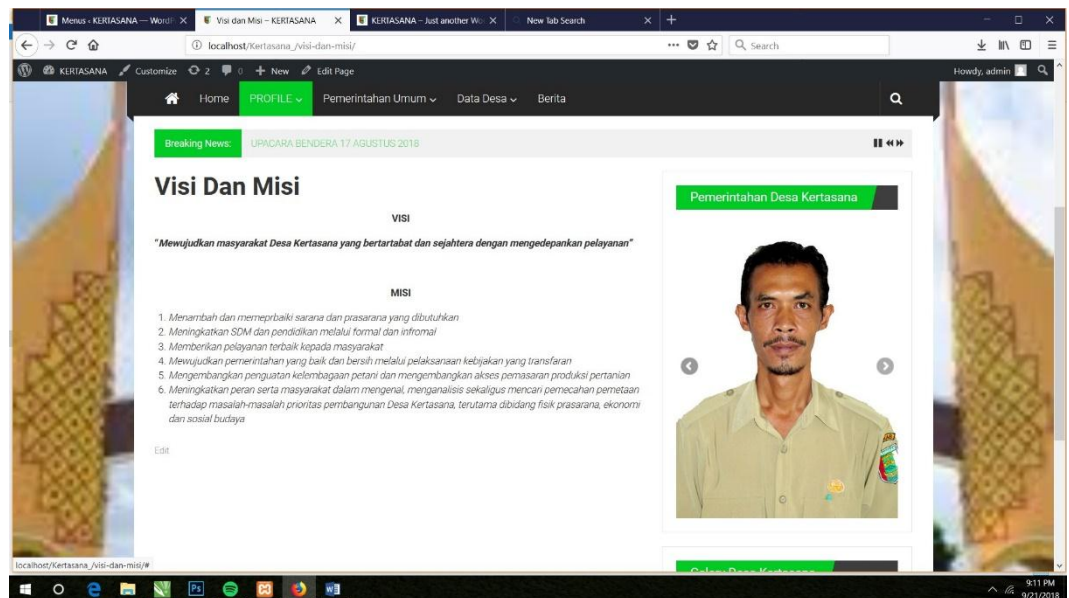 Menus ‹ KERTASANA — WordP
Visi dan Misi – KERTASANA
KERTASANA – Just another Wo
New Tab Search
localhost/Kertasana_/visi-dan-misi/
Search
KERTASANA Customize 2 0 New Edit Page Howdy, admin
Home PROFILE Pemerintahan Umum Data Desa Berita
Breaking News: UPACARA BENDERA 17 AGUSTUS 2018
Visi Dan Misi
VISI
"Mewujudkan masyarakat Desa Kertasana yang bertartabat dan sejahtera dengan mengedepankan pelayanan"
MISI
1. Menambah dan memeprbaiki sarana dan prasarana yang dibutuhkan
2. Meningkatkan SDM dan pendidikan melalui formal dan infromal
3. Memberikan pelayanan terbaik kepada masyarakat
4. Mewujudkan pemerintahan yang baik dan bersih melalui pelaksanaan kebijakan yang transfaran
5. Mengembangkan penguatan kelembagaan petani dan mengembangkan akses pemasaran produksi pertanian
6. Meningkatkan peran serta masyarakat dalam mengenal, menganalisis sekaligus mencari pemecahan pemetaan
terhadap masalah-masalah prioritas pembangunan Desa Kertasana, terutama dibidang fisik prasarana, ekonomi
dan sosial budaya
Edit
Pemerintahan Desa Kertasana
Galery Desa Kertasana
localhost/Kertasana_/visi-dan-misi/#
9:11 PM
9/21/2018